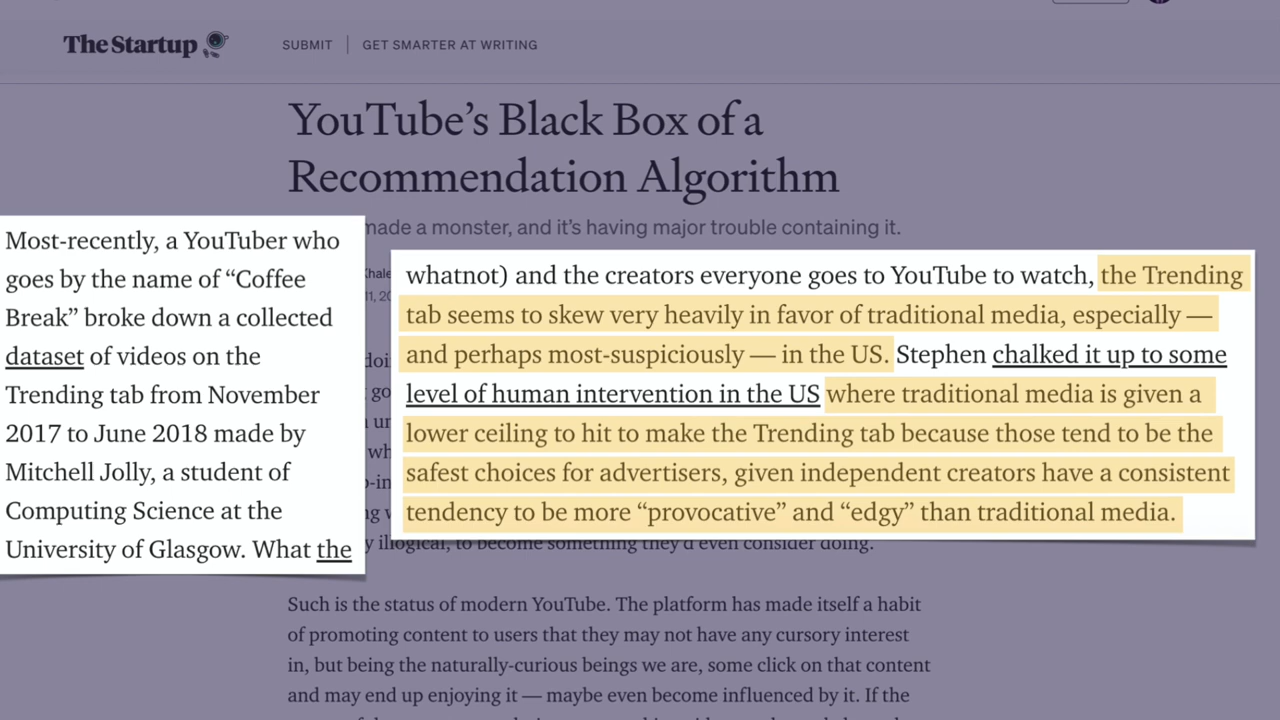 The Startup
SUBMIT
GET SMARTER AT WRITING
YouTube’s Black Box of a
Recommendation Algorithm
made a monster, and it’s having major trouble containing it.
Most-recently, a YouTuber who
goes by the name of “Coffee
Break” broke down a collected
dataset of videos on the
Trending tab from November
2017 to June 2018 made by
Mitchell Jolly, a student of
Computing Science at the
University of Glasgow. What the
whatnot) and the creators everyone goes to YouTube to watch, the Trending
tab seems to skew very heavily in favor of traditional media, especially —
and perhaps most-suspiciously — in the US. Stephen chalked it up to some
level of human intervention in the US where traditional media is given a
lower ceiling to hit to make the Trending tab because those tend to be the
safest choices for advertisers, given independent creators have a consistent
tendency to be more “provocative” and “edgy” than traditional media.
y illogical, to become something they’d even consider doing.
Such is the status of modern YouTube. The platform has made itself a habit
of promoting content to users that they may not have any cursory interest
in, but being the naturally-curious beings we are, some click on that content
and may end up enjoying it — maybe even become influenced by it. If the